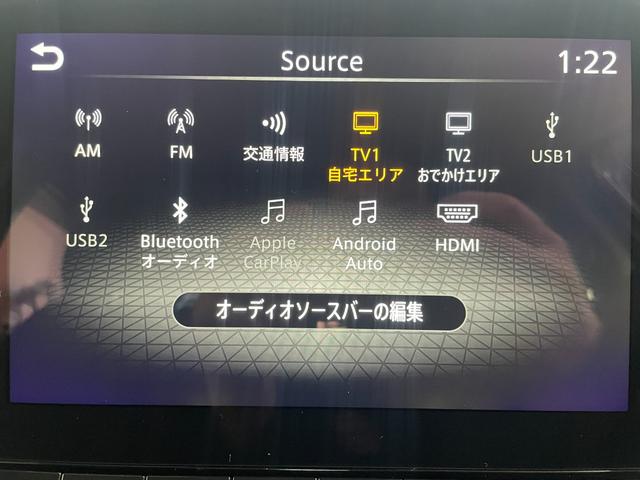 Source
1:22
AM
FM
交通情報
TV1
自宅エリア
TV2
おでかけエリア
USB1
USB2
Bluetooth
オーディオ
Apple
CarPlay
Android
Auto
HDMI
オーディオソースバーの編集